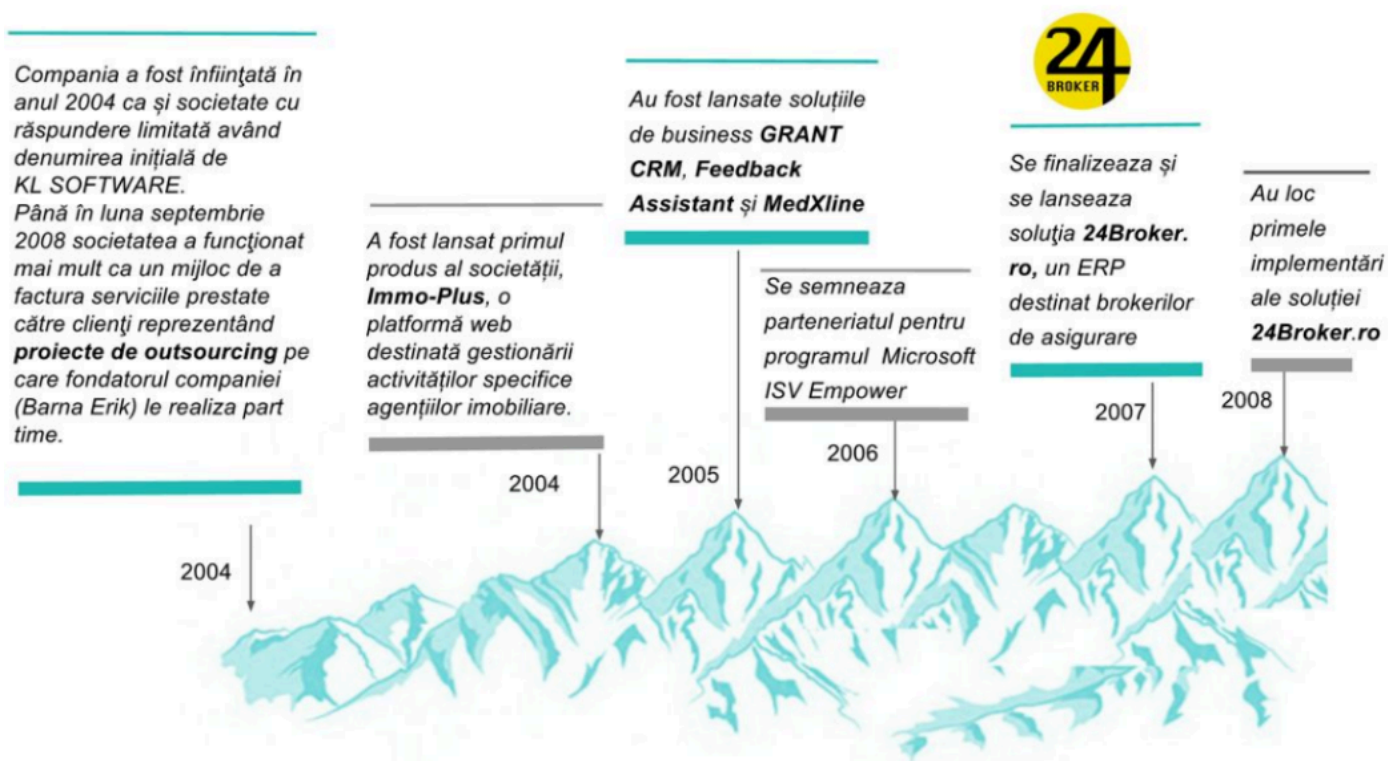 Compania a fost înfiinţată în
anul 2004 ca și societate cu
răspundere limitată având
denumirea inițială de
KL SOFTWARE.
Până în luna septembrie
2008 societatea a funcţionat
mai mult ca un mijloc de a
factura serviciile prestate
către clienţi reprezentând
proiecte de outsourcing pe
care fondatorul companiei
(Barna Erik) le realiza part
time.
2004
A fost lansat primul
produs al societății,
Immo-Plus, o
platformă web
destinată gestionării
activităților specifice
agențiilor imobiliare.
2004
Au fost lansate soluțiile
de business GRANT
CRM, Feedback
Assistant și MedXline
2005
Se semneaza
parteneriatul pentru
programul Microsoft
ISV Empower
2006
24
BROKER
Se finalizeaza și
se lanseaza
soluţia 24Broker.
ro, un ERP
destinat brokerilor
de asigurare
2007
Au loc
primele
implementări
ale soluției
24Broker.ro
2008